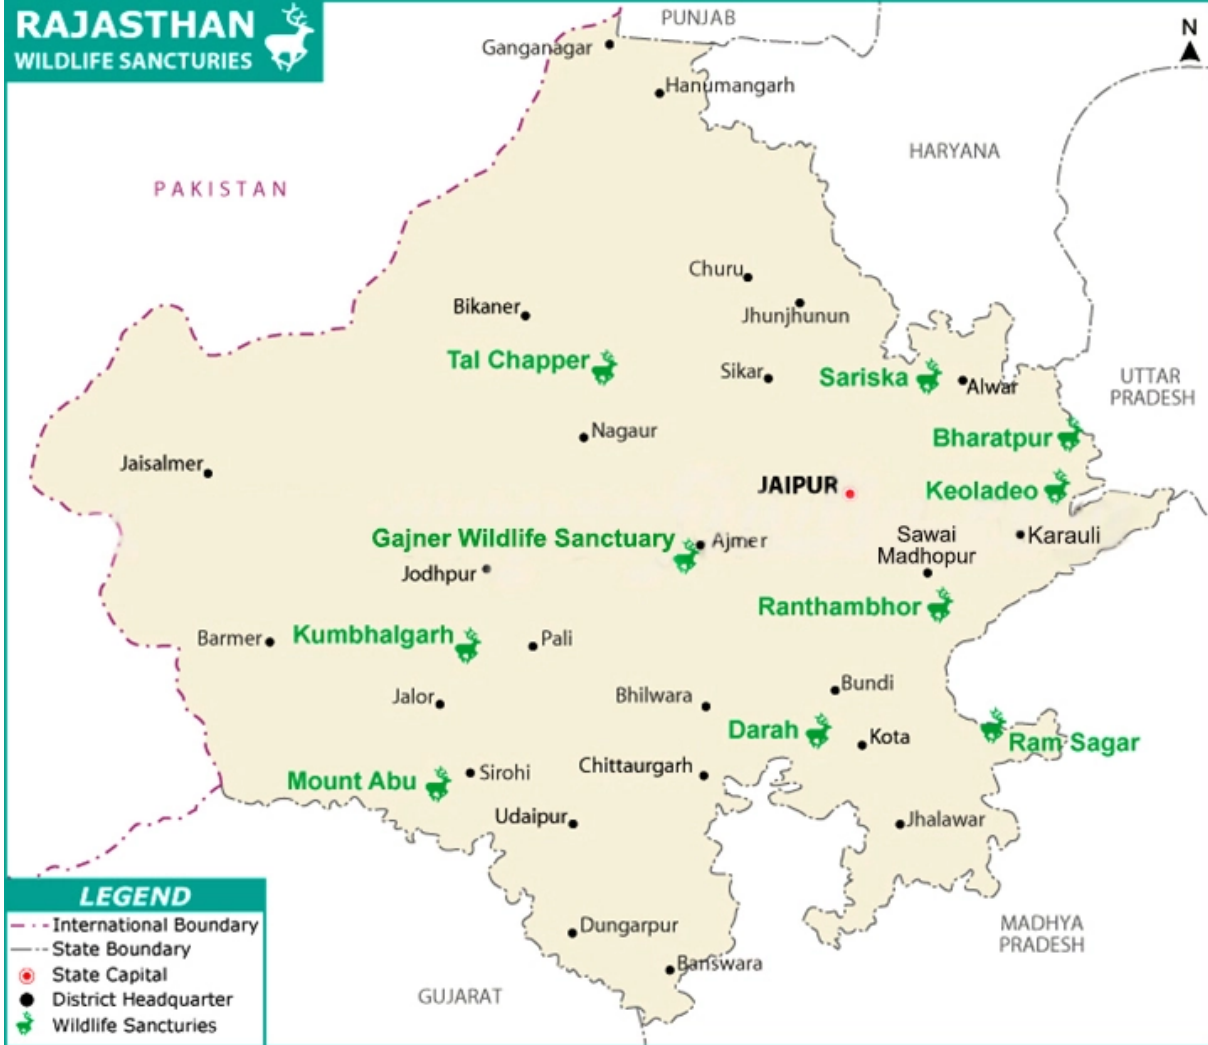 RAJASTHAN
WILDLIFE SANCTURIES
PUNJAB
N
Ganganagar
Hanumangarh
HARYANA
PAKISTAN
Churu
Bikaner
Jhunjhunun
Tal Chapper
Sikar
Sariska
Alwar
UTTAR
PRADESH
Nagaur
Bharatpur
Jaisalmer
JAIPUR
Keoladeo
Gajner Wildlife Sanctuary
Ajmer
Sawai
Madhopur
Karauli
Jodhpur
Ranthambhor
Barmer
Kumbhalgarh
Pali
Jalor
Bhilwara
Bundi
Darah
Kota
Ram Sagar
Mount Abu
Sirohi
Chittaurgarh
Udaipur
Jhalawar
LEGEND
International Boundary
State Boundary
State Capital
District Headquarter
Wildlife Sancturies
Dungarpur
MADHYA
PRADESH
Banswara
GUJARAT